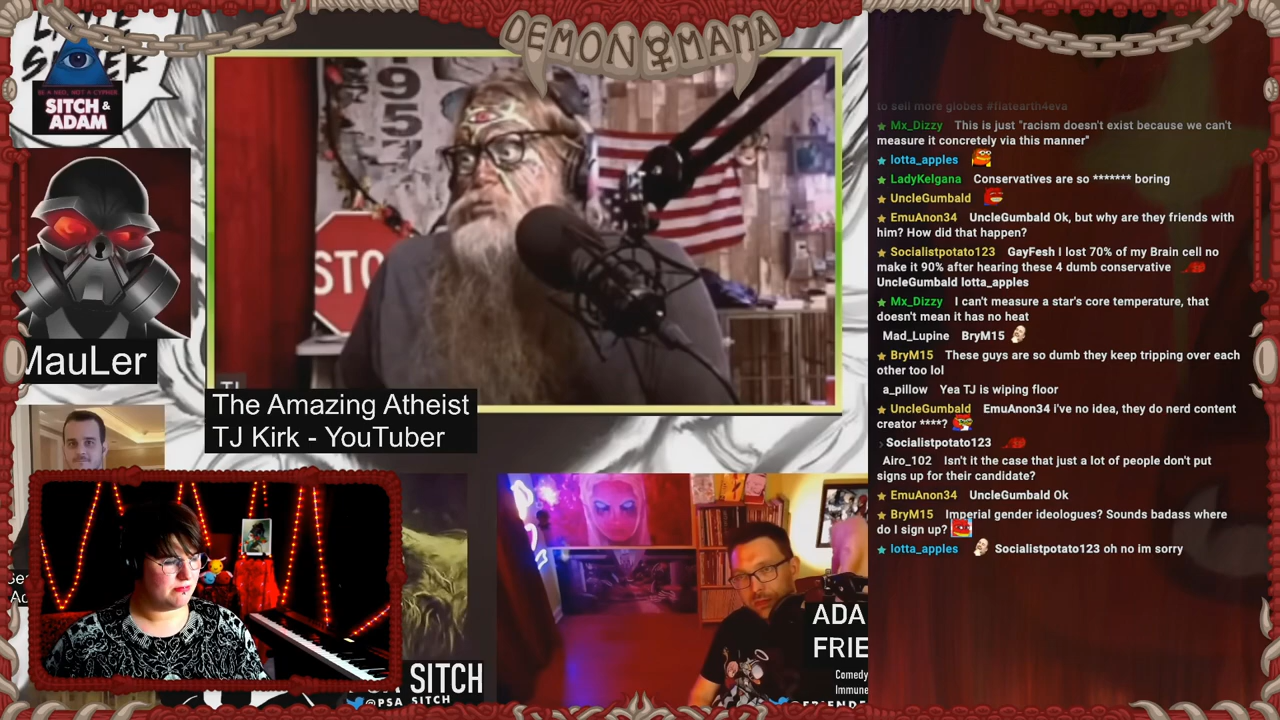 DEMON MAMA
SITCH &
ADAM
1957
STO
MauLer
The Amazing Atheist
TJ Kirk - YouTuber
SITCH
@PSA_SITCH
ADA
FRIE
Comedy
Immune
to sell more globes #flatearth4eva
Mx_Dizzy This is just "racism doesn't exist because we can't
measure it concretely via this manner"
lotta_apples
LadyKelgana Conservatives are so ******* boring
UncleGumbald
EmuAnon34 UncleGumbald Ok, but why are they friends with
him? How did that happen?
Socialistpotato123 GayFesh I lost 70% of my Brain cell no
make it 90% after hearing these 4 dumb conservative
UncleGumbald lotta_apples
Mx_Dizzy I can't measure a star's core temperature, that
doesn't mean it has no heat
Mad_Lupine BryM15
BryM15 These guys are so dumb they keep tripping over each
other too lol
a_pillow Yea TJ is wiping floor
UncleGumbald EmuAnon34 i've no idea, they do nerd content
creator ****?
Socialistpotato123
Airo_102 Isn't it the case that just a lot of people don't put
signs up for their candidate?
EmuAnon34 UncleGumbald Ok
BryM15 Imperial gender ideologues? Sounds badass where
do I sign up?
lotta_apples Socialistpotato123 oh no im sorry